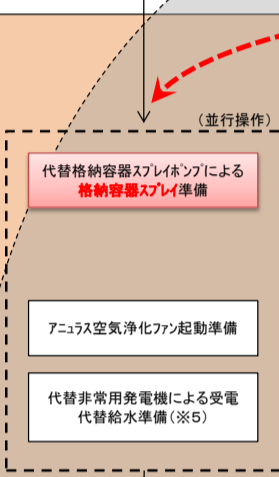 (並行操作)
代替格納容器ｽﾌﾟﾚｲﾎﾟﾝﾌﾟによる
格納容器ｽﾌﾟﾚｲ準備
ｱﾆｭﾗｽ空気浄化ﾌｧﾝ起動準備
代替非常用発電機による受電
代替給水準備(※５)